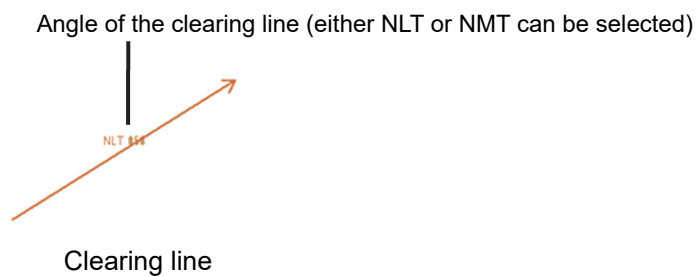 Angle of the clearing line (either NLT or NMT can be selected)
NLT
Clearing line